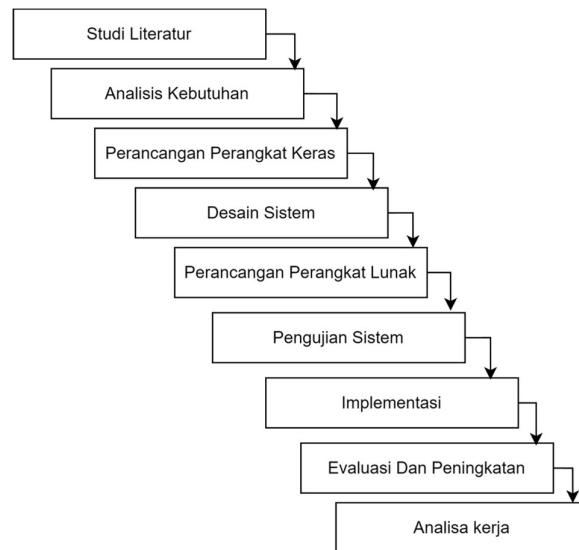 Studi Literatur
Analisis Kebutuhan
Perancangan Perangkat Keras
Desain Sistem
Perancangan Perangkat Lunak
Pengujian Sistem
Implementasi
Evaluasi Dan Peningkatan
Analisa kerja